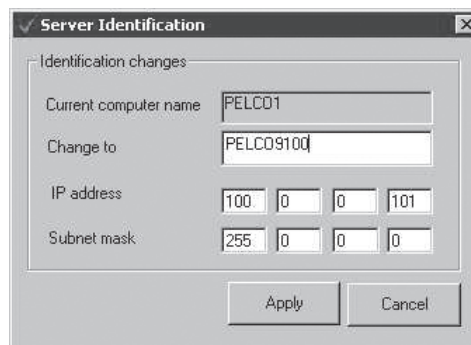 Server Identification
Identification changes
Current computer name PELCO1
Change to PELCO9100
IP address 100 0 0 101
Subnet mask 255 0 0 0
Apply Cancel